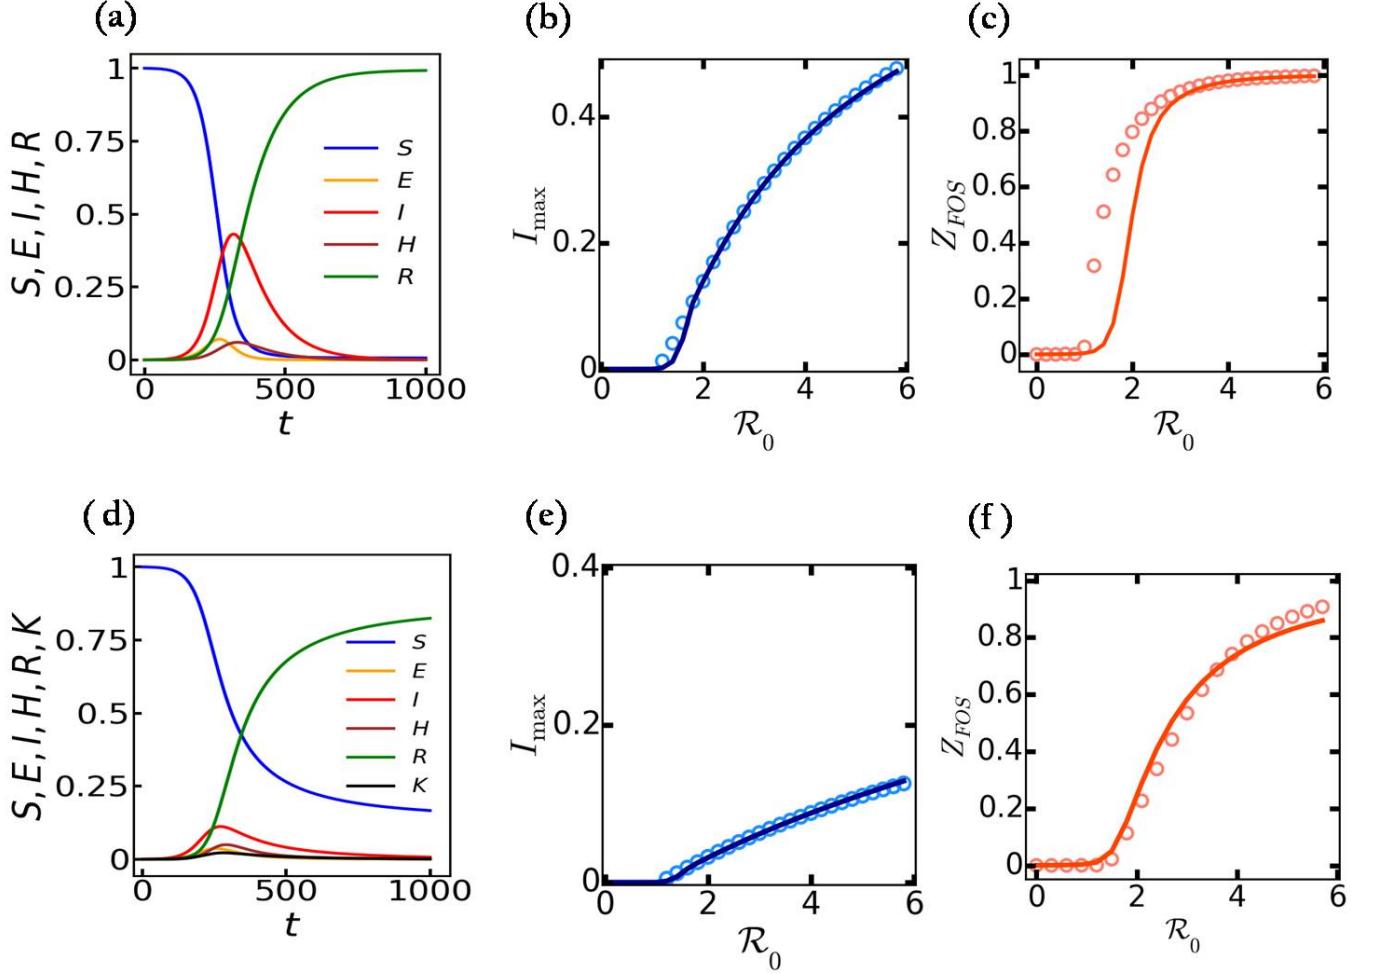 (a)
S, E, I, H, R
1
0.75
0.5
0.25
0
0 500 1000
t
S
E
I
H
R
(b)
I_max
0.4
0.2
0
0 2 4 6
ℛ_0
(c)
Z_FOS
1
0.8
0.6
0.4
0.2
0
0 2 4 6
ℛ_0
( d)
S, E, I, H, R, K
1
0.75
0.5
0.25
0
0 500 1000
t
S
E
I
H
R
K
(e)
I_max
0.4
0.2
0
0 2 4 6
ℛ_0
(f )
Z_FOS
1
0.8
0.6
0.4
0.2
0
0 2 4 6
ℛ_0